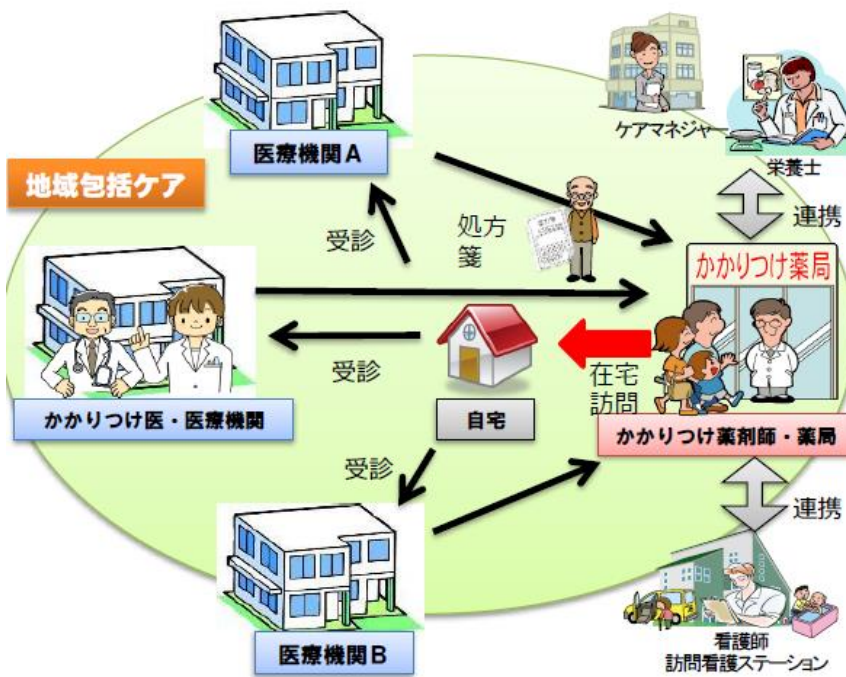 医療機関A
ケアマネジャー
栄養士
地域包括ケア
連携
受診
処方
箋
かかりつけ薬局
受診
在宅
訪問
かかりつけ医・医療機関
自宅
かかりつけ薬剤師・薬局
受診
連携
医療機関B
看護師
訪問看護ステーション